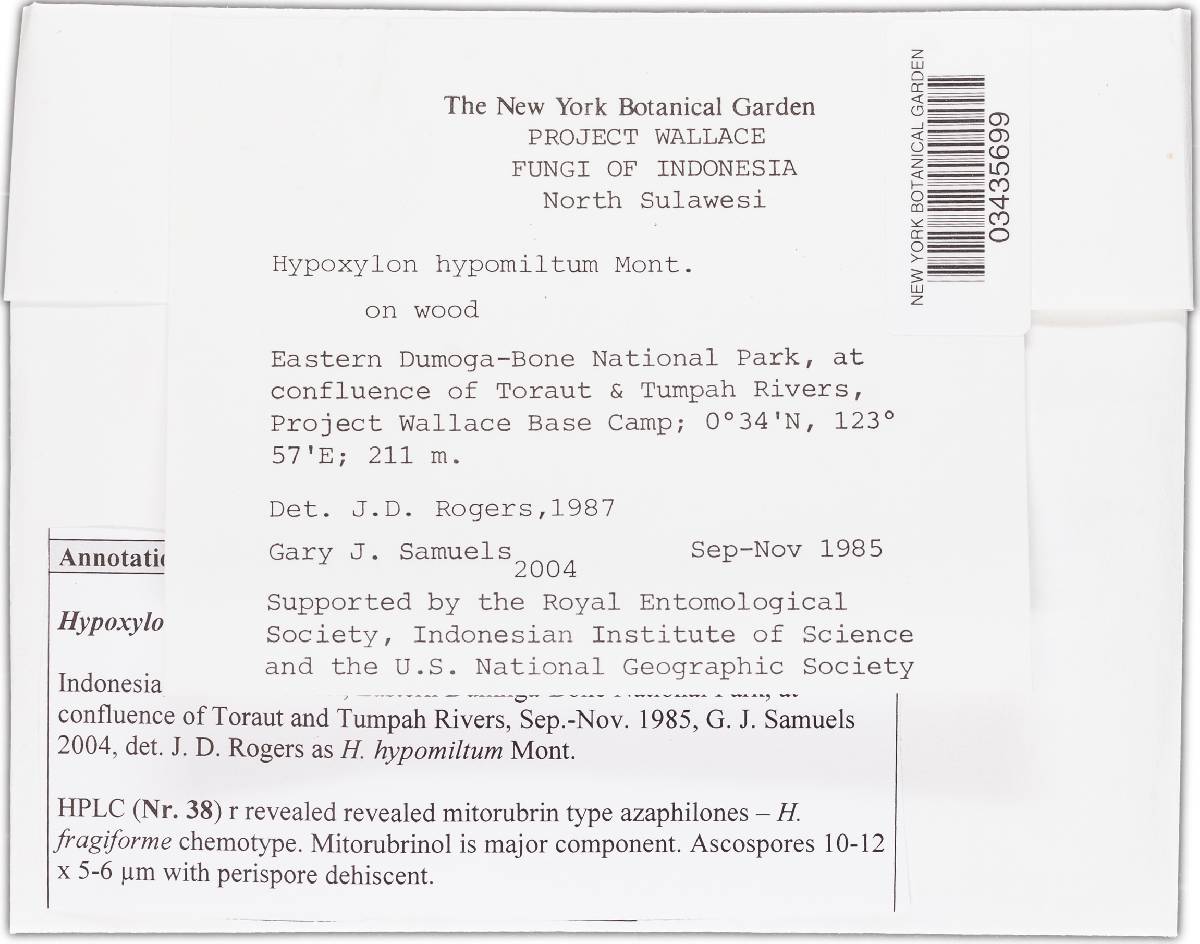 The New York Botanical Garden
PROJECT WALLACE
FUNGI OF INDONESIA
North Sulawesi
NEW YORK BOTANICAL GARDEN
03435699
Hypoxylon hypomiltum Mont.
on wood
Eastern Dumoga-Bone National Park, at
confluence of Toraut & Tumpah Rivers,
Project Wallace Base Camp; 0°34'N, 123°
57'E; 211 m.
Det. J.D. Rogers,1987
Gary J. Samuels 2004 Sep-Nov 1985
Supported by the Royal Entomological
Society, Indonesian Institute of Science
and the U.S. National Geographic Society
Annotatio
Hypoxylo
Indonesia
confluence of Toraut and Tumpah Rivers, Sep.-Nov. 1985, G. J. Samuels
2004, det. J. D. Rogers as H. hypomiltum Mont.
HPLC (Nr. 38) r revealed revealed mitorubrin type azaphilones – H.
fragiforme chemotype. Mitorubrinol is major component. Ascospores 10-12
x 5-6 µm with perispore dehiscent.